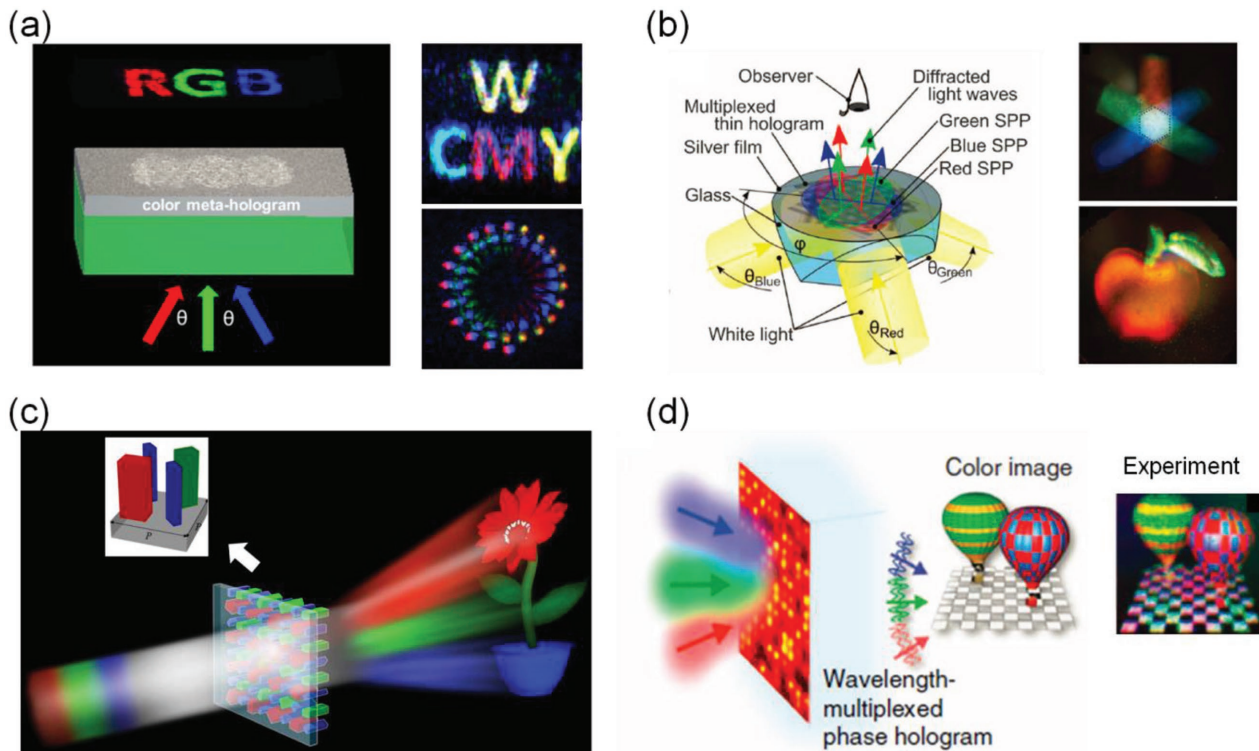 (a)
RGB
color meta-hologram
θ θ
W
CMY
(b)
Observer
Diffracted
light waves
Multiplexed
thin hologram
Green SPP
Silver film
Blue SPP
Red SPP
Glass
φ
θBlue
θGreen
White light
θRed
(c)
P
P
(d)
Color image
Experiment
Wavelength-
multiplexed
phase hologram